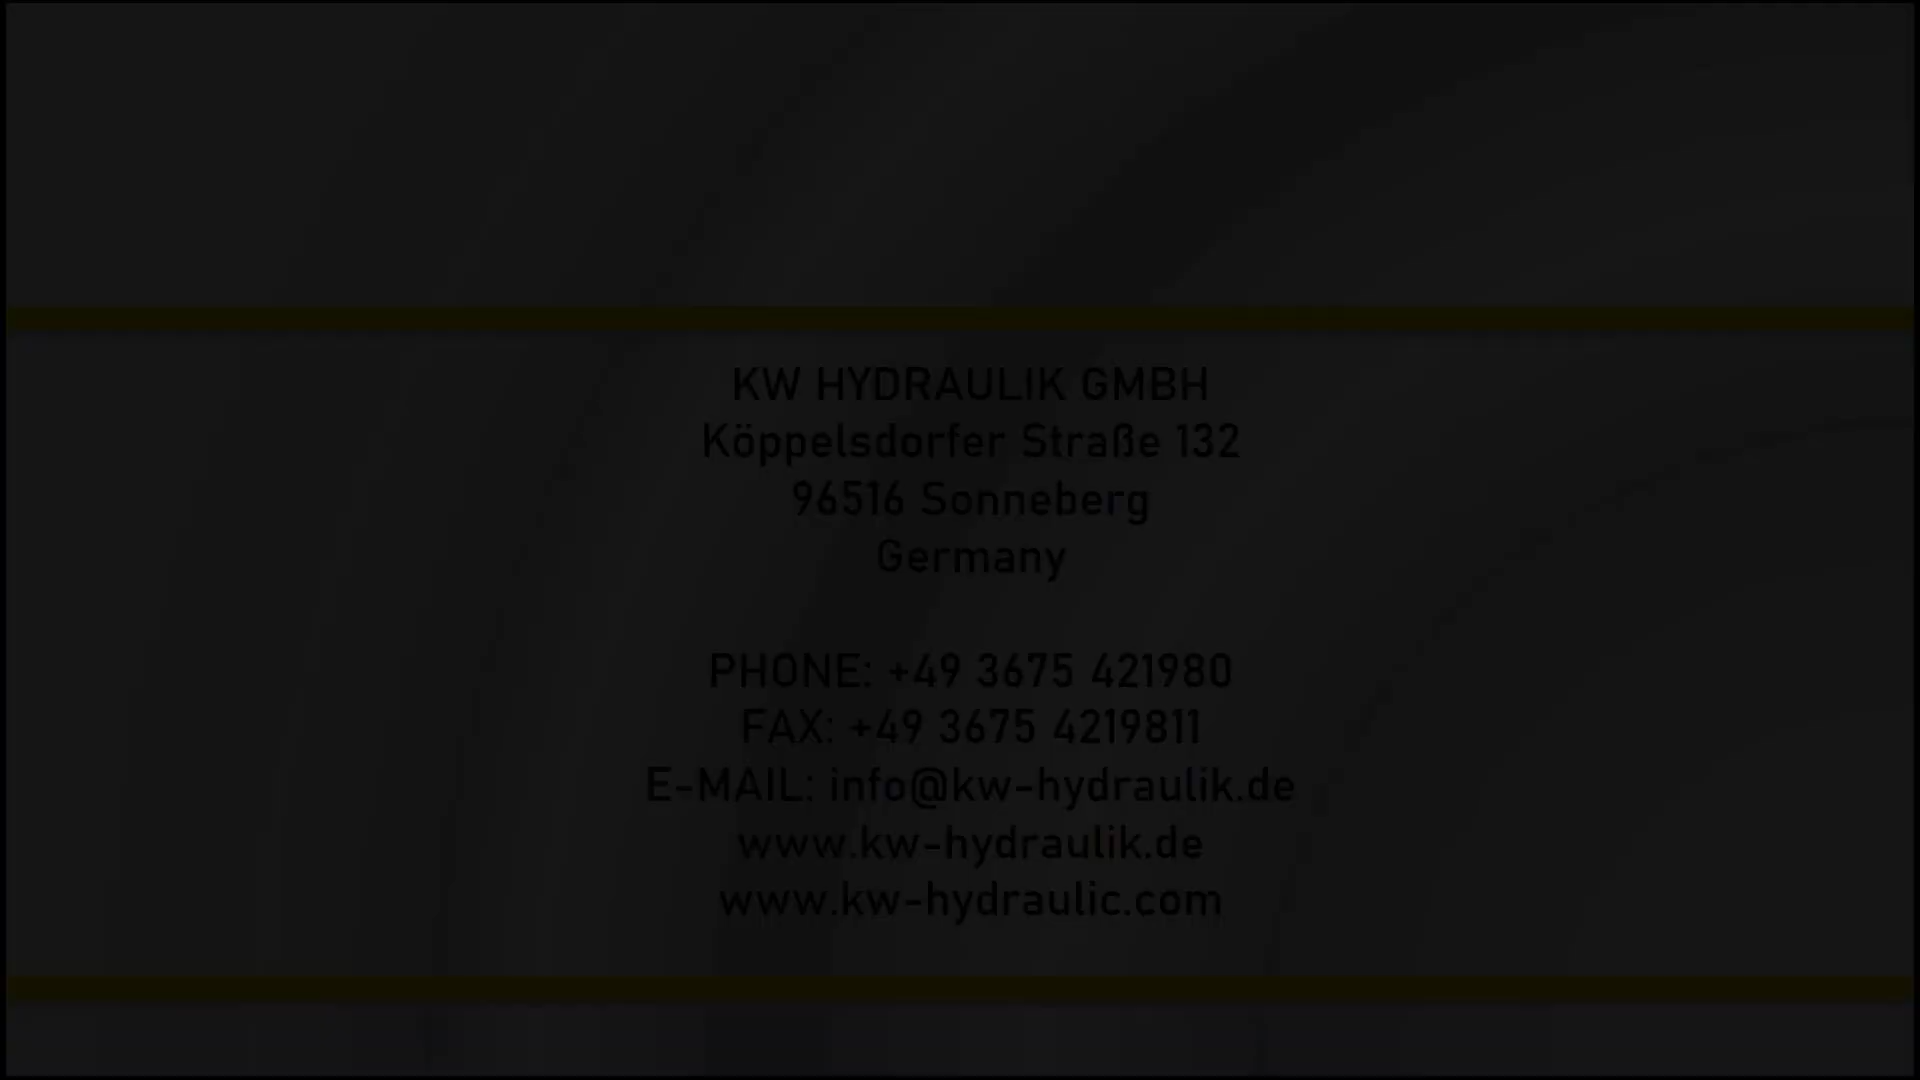 KW HYDRAULIK GMBH
Köppelsdorfer Straße 132
96516 Sonneberg
Germany
PHONE: +49 3675 421980
FAX: +49 3675 4219811
E-MAIL: info@kw-hydraulik.de
www.kw-hydraulik.de
www.kw-hydraulic.com